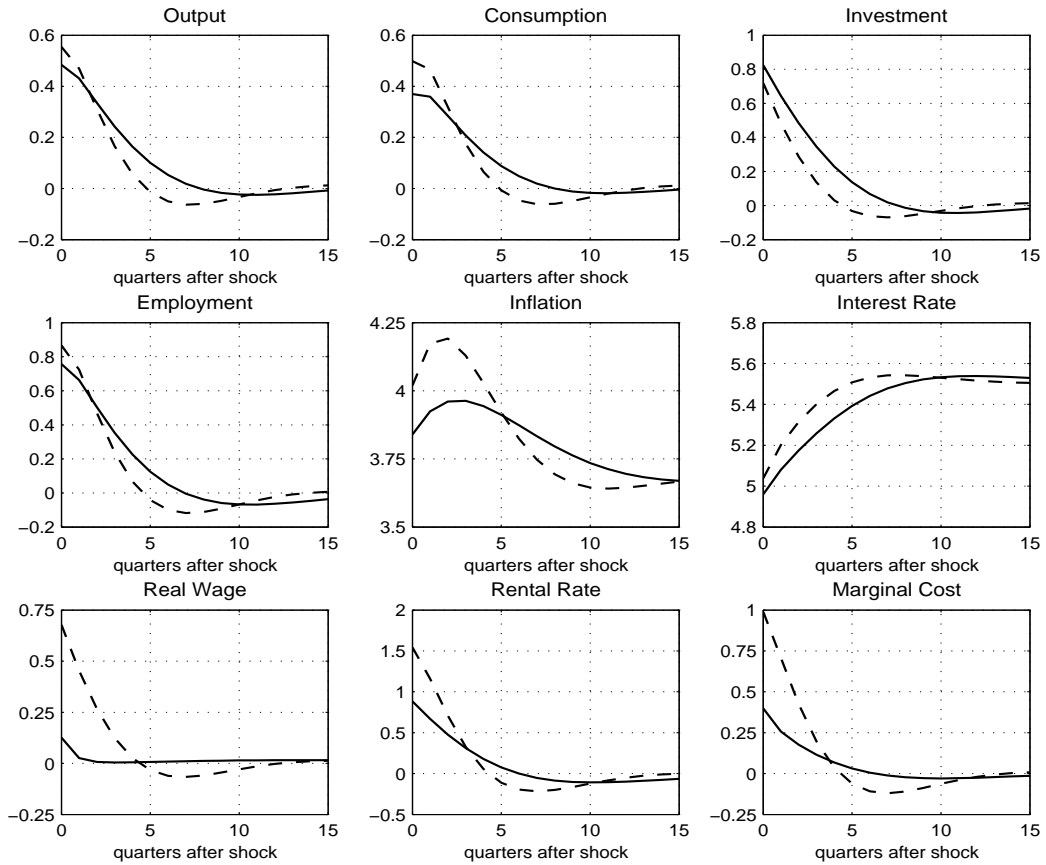 Output
0.6
0.4
0.2
0
−0.2
0 5 10 15
quarters after shock
Consumption
0.6
0.4
0.2
0
−0.2
0 5 10 15
quarters after shock
Investment
1
0.8
0.6
0.4
0.2
0
−0.2
0 5 10 15
quarters after shock
Employment
1
0.8
0.6
0.4
0.2
0
−0.2
0 5 10 15
quarters after shock
Inflation
4.25
4
3.75
3.5
0 5 10 15
quarters after shock
Interest Rate
5.8
5.6
5.4
5.2
5
4.8
0 5 10 15
quarters after shock
Real Wage
0.75
0.5
0.25
0
−0.25
0 5 10 15
quarters after shock
Rental Rate
2
1.5
1
0.5
0
−0.5
0 5 10 15
quarters after shock
Marginal Cost
1
0.75
0.5
0.25
0
−0.25
0 5 10 15
quarters after shock